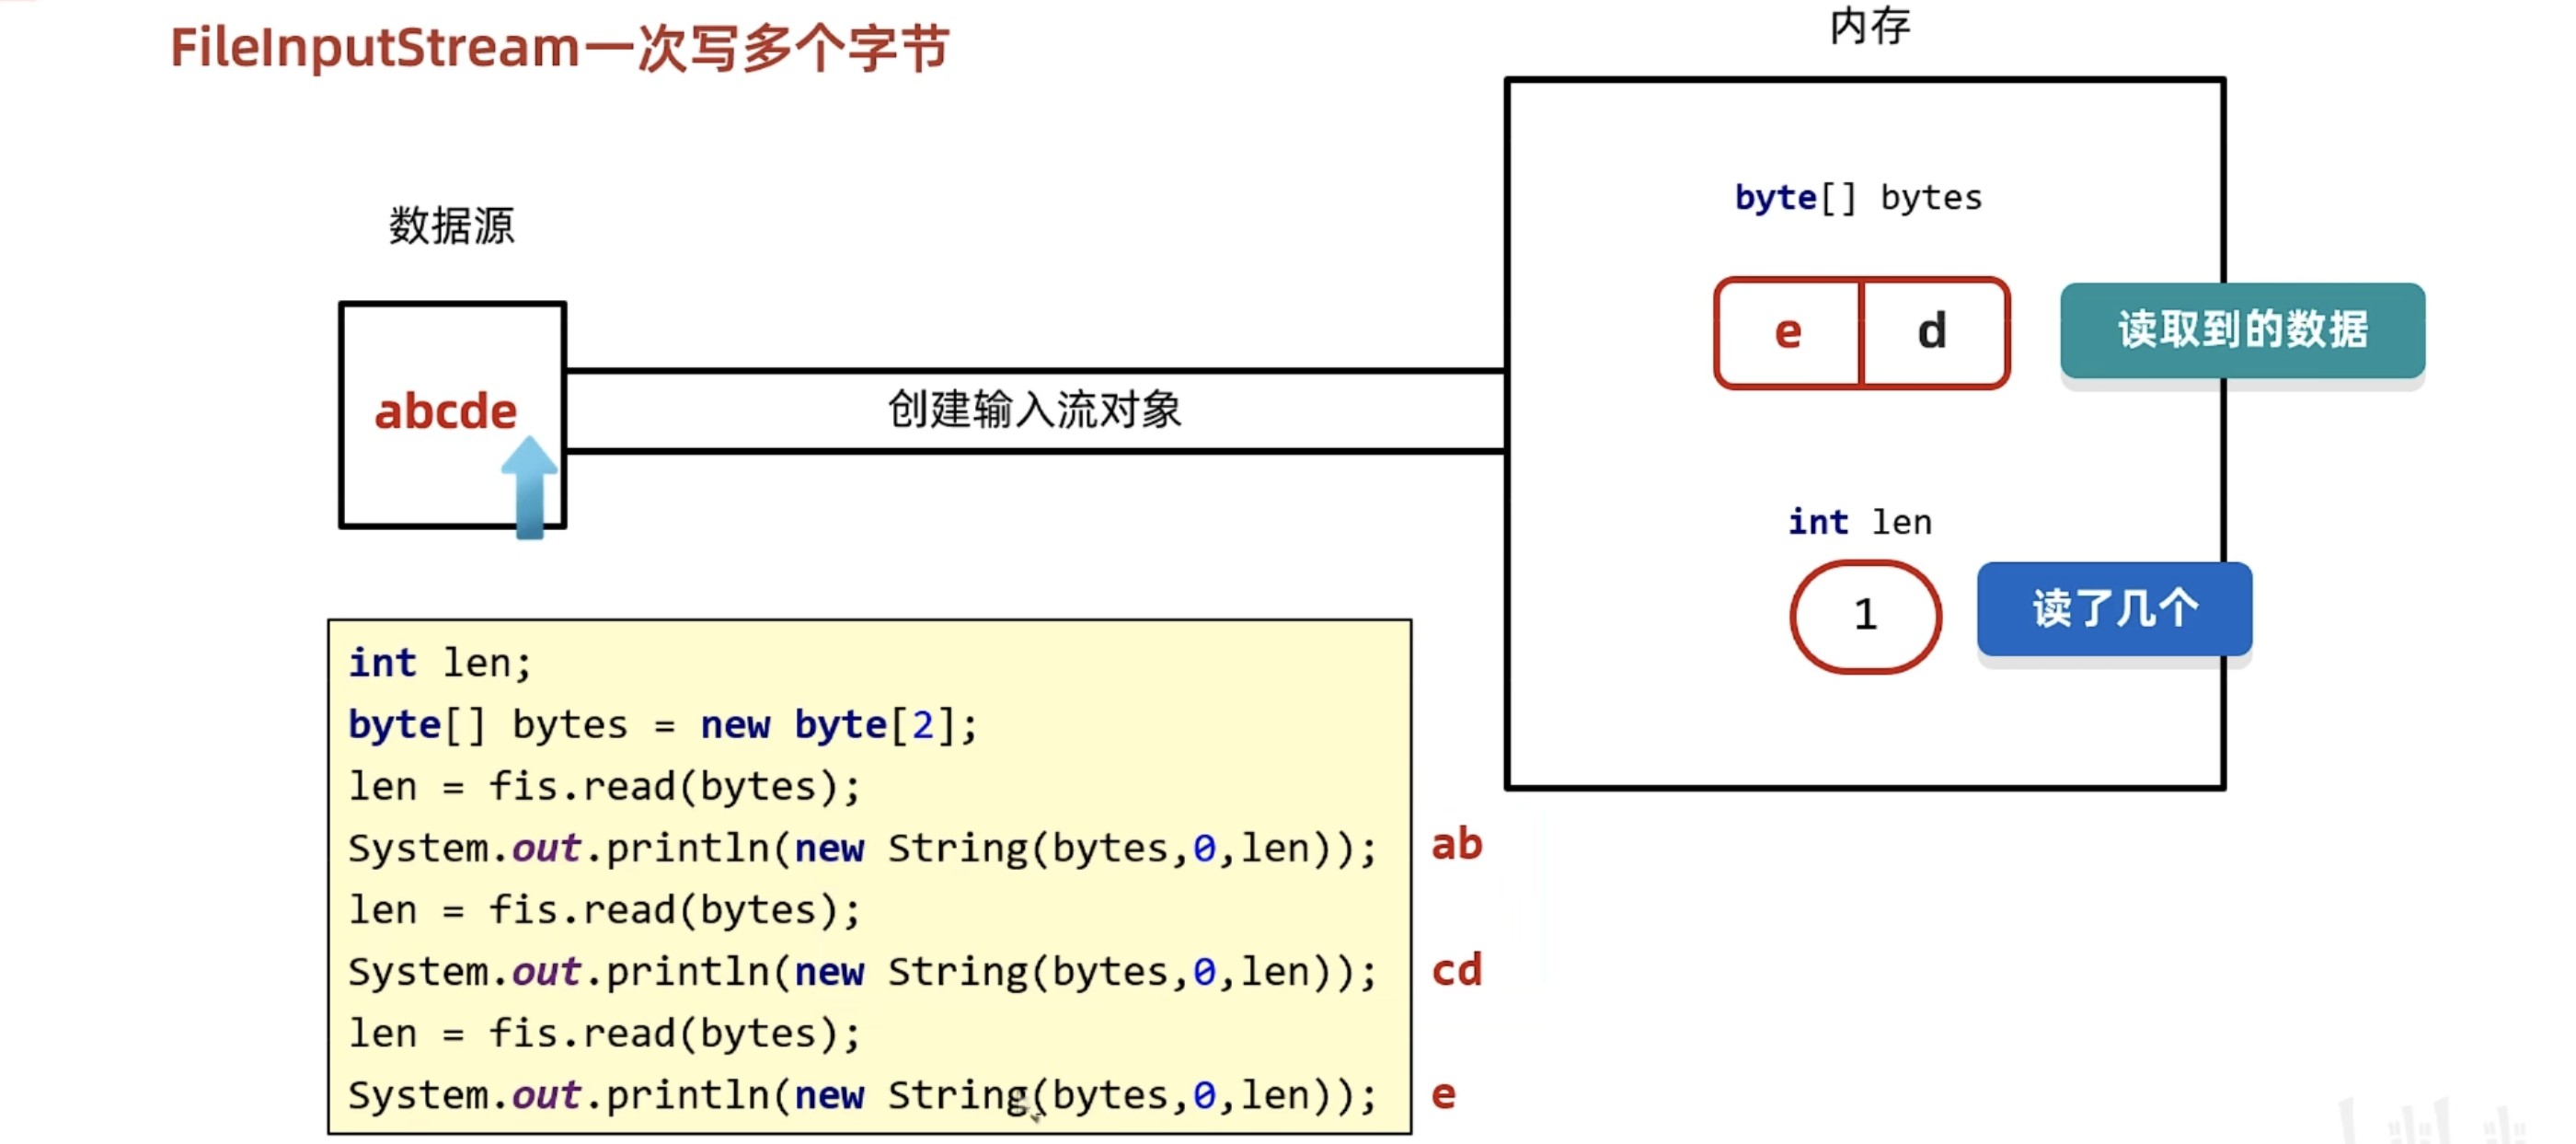 FileInputStream一次写多个字节
内存
数据源
byte[] bytes
e d
读取到的数据
abcde
创建输入流对象
int len
1
读了几个
int len;
byte[] bytes = new byte[2];
len = fis.read(bytes);
System.out.println(new String(bytes,0,len)); ab
len = fis.read(bytes);
System.out.println(new String(bytes,0,len)); cd
len = fis.read(bytes);
System.out.println(new String(bytes,0,len)); e